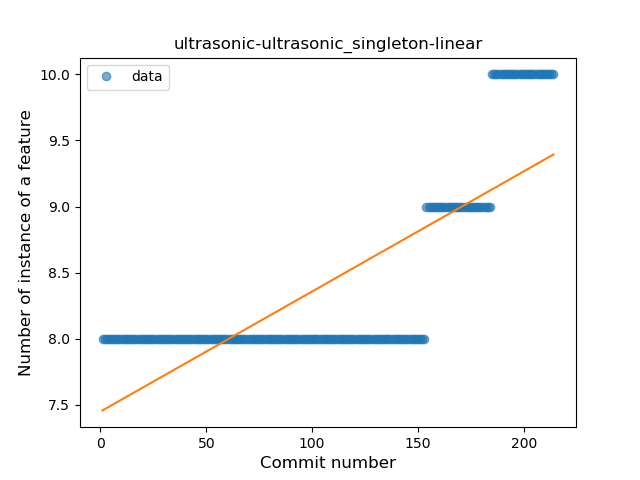 ultrasonic-ultrasonic_singleton-linear
data
Number of instance of a feature
10.0
9.5
9.0
8.5
8.0
7.5
0 50 100 150 200
Commit number